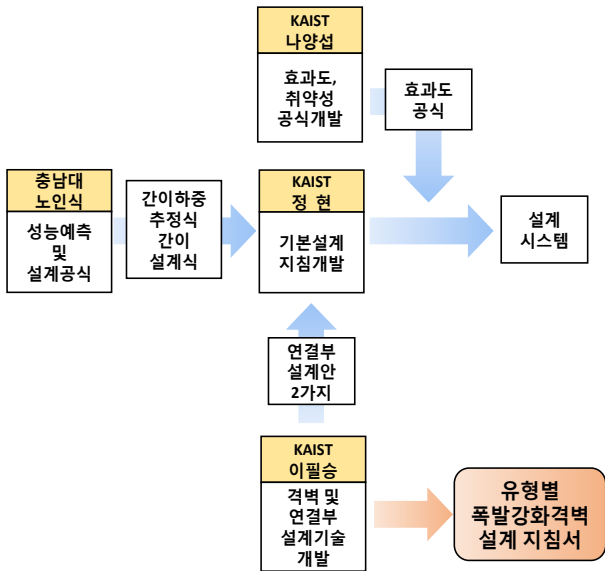 KAIST
나양섭
효과도,
취약성
공식개발
효과도
공식
충남대
노인식
성능예측
및
설계공식
간이하중
추정식
간이
설계식
KAIST
정 현
기본설계
지침개발
설계
시스템
연결부
설계안
2가지
KAIST
이필승
격벽 및
연결부
설계기술
개발
유형별
폭발강화격벽
설계 지침서